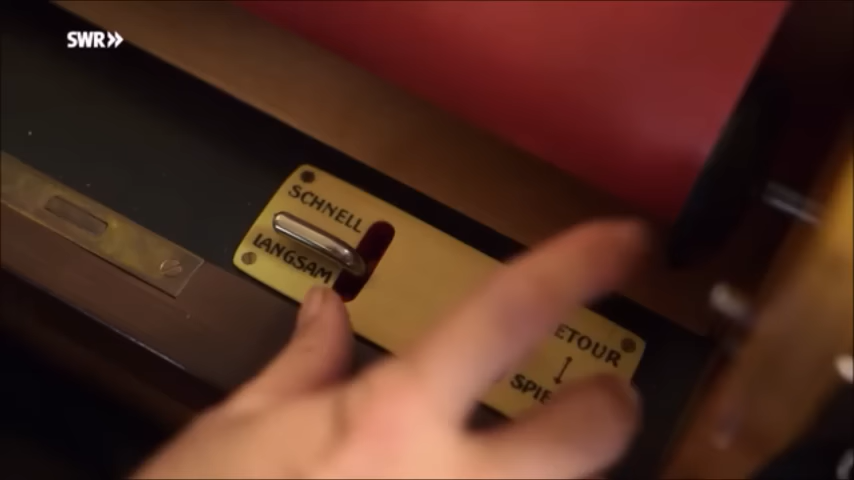 SWR»
SCHNELL
LANGSAM
ETOUR
SPIE